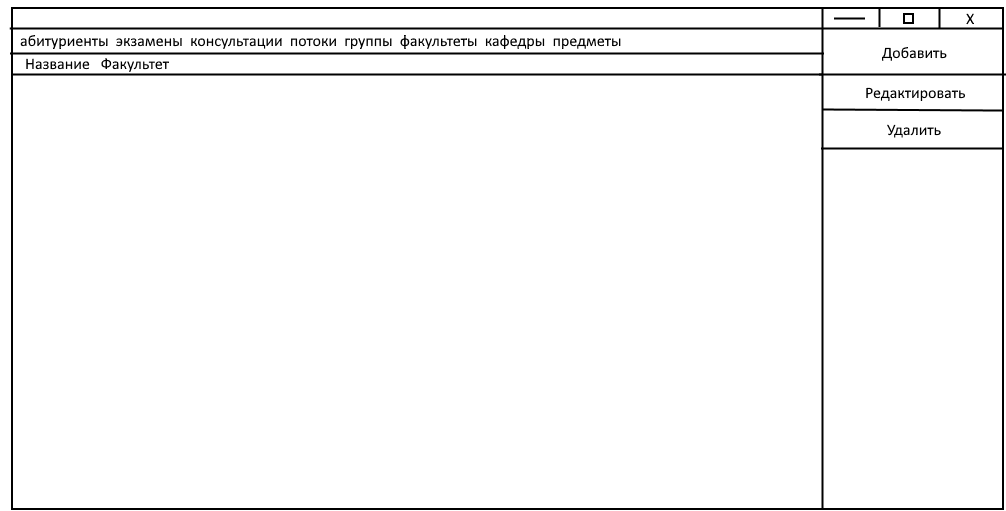 X
абитуриенты экзамены консультации потоки группы факультеты кафедры предметы
Добавить
Название Факультет
Редактировать
Удалить